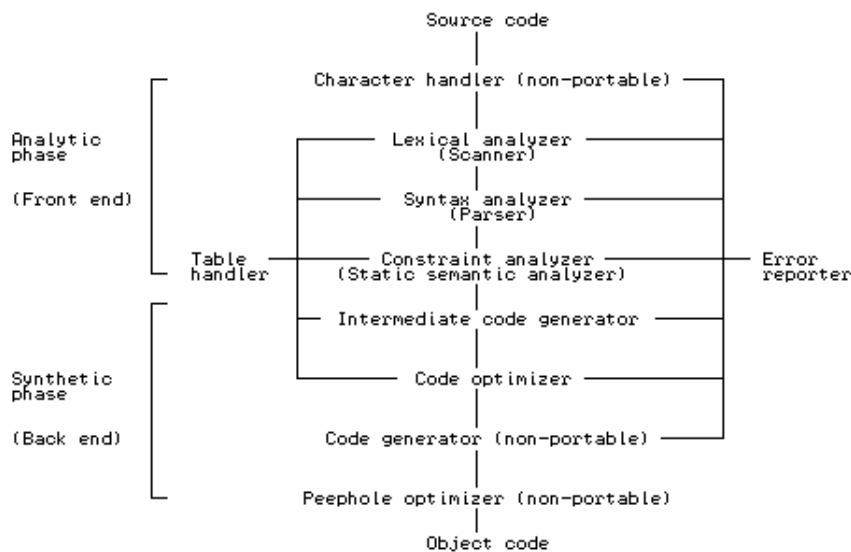 Source code
Character handler (non-portable)
Analytic
phase
Lexical analyzer
(Scanner)
(Front end)
Syntax analyzer
(Parser)
Table
handler
Constraint analyzer
(Static semantic analyzer)
Error
reporter
Intermediate code generator
Synthetic
phase
Code optimizer
(Back end)
Code generator (non-portable)
Peephole optimizer (non-portable)
Object code